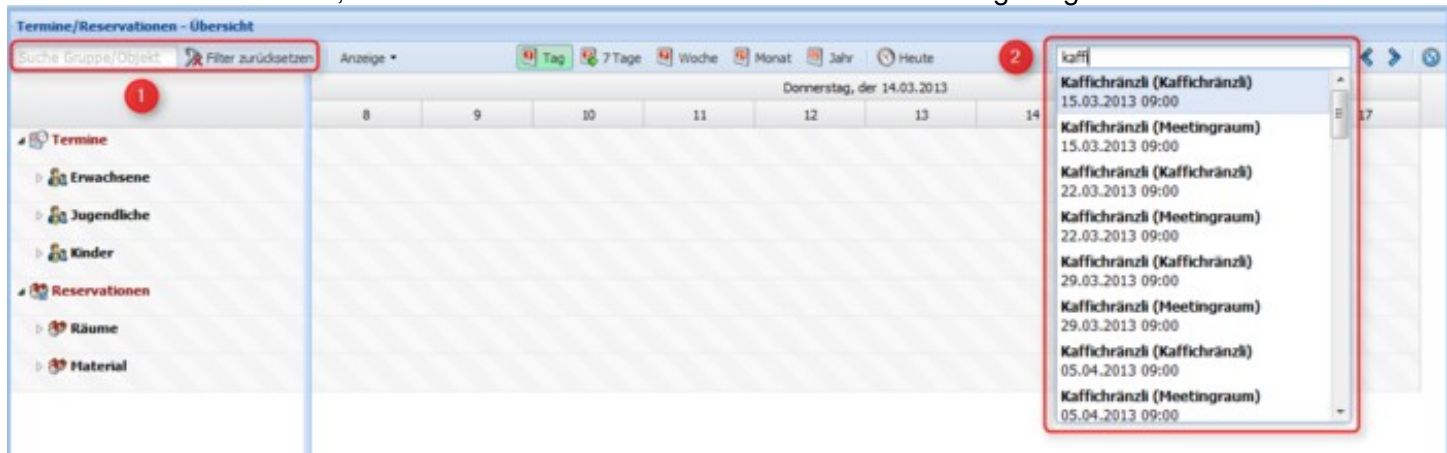 Termine/Reservationen - Übersicht
Suche Gruppe/Objekt Filter zurücksetzen Anzeige Tag 7 Tage Woche Monat Jahr Heute 2 kaffi
1 Donnerstag, der 14.03.2013
8 9 10 11 12 13 14 17
Termine
Erwachsene
Jugendliche
Kinder
Reservationen
Räume
Material
Kaffichränzli (Kaffichränzli)
15.03.2013 09:00
Kaffichränzli (Meetingraum)
15.03.2013 09:00
Kaffichränzli (Kaffichränzli)
22.03.2013 09:00
Kaffichränzli (Meetingraum)
22.03.2013 09:00
Kaffichränzli (Kaffichränzli)
29.03.2013 09:00
Kaffichränzli (Meetingraum)
29.03.2013 09:00
Kaffichränzli (Kaffichränzli)
05.04.2013 09:00
Kaffichränzli (Meetingraum)
05.04.2013 09:00